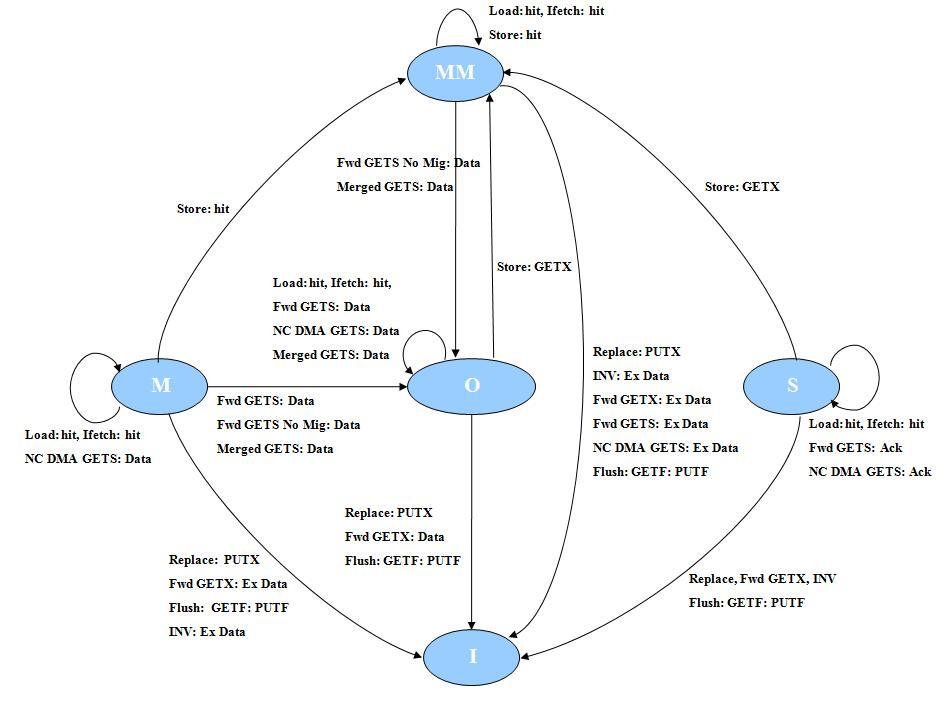 Load: hit, Ifetch: hit
Store: hit
MM
Fwd GETS No Mig: Data
Merged GETS: Data
Store: GETX
Store: hit
Store: GETX
Load: hit, Ifetch: hit,
Fwd GETS: Data
NC DMA GETS: Data
Merged GETS: Data
M
O
S
Replace: PUTX
INV: Ex Data
Fwd GETX: Ex Data
Fwd GETS: Ex Data
NC DMA GETS: Ex Data
Flush: GETF: PUTF
Load: hit, Ifetch: hit
NC DMA GETS: Data
Fwd GETS: Data
Fwd GETS No Mig: Data
Merged GETS: Data
Load: hit, Ifetch: hit
Fwd GETS: Ack
NC DMA GETS: Ack
Replace: PUTX
Fwd GETX: Data
Flush: GETF: PUTF
Replace: PUTX
Fwd GETX: Ex Data
Flush: GETF: PUTF
INV: Ex Data
Replace, Fwd GETX, INV
Flush: GETF: PUTF
I